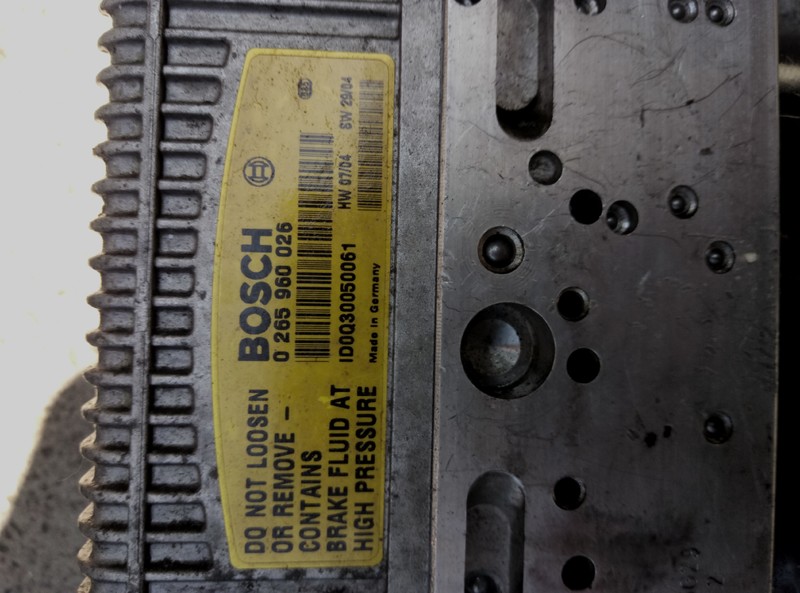 DO NOT LOOSEN
OR REMOVE -
CONTAINS
BRAKE FLUID AT
HIGH PRESSURE
BOSCH
0 265 960 026
ID0Q30050061
HW 07/04 SW 29/04
Made in Germany